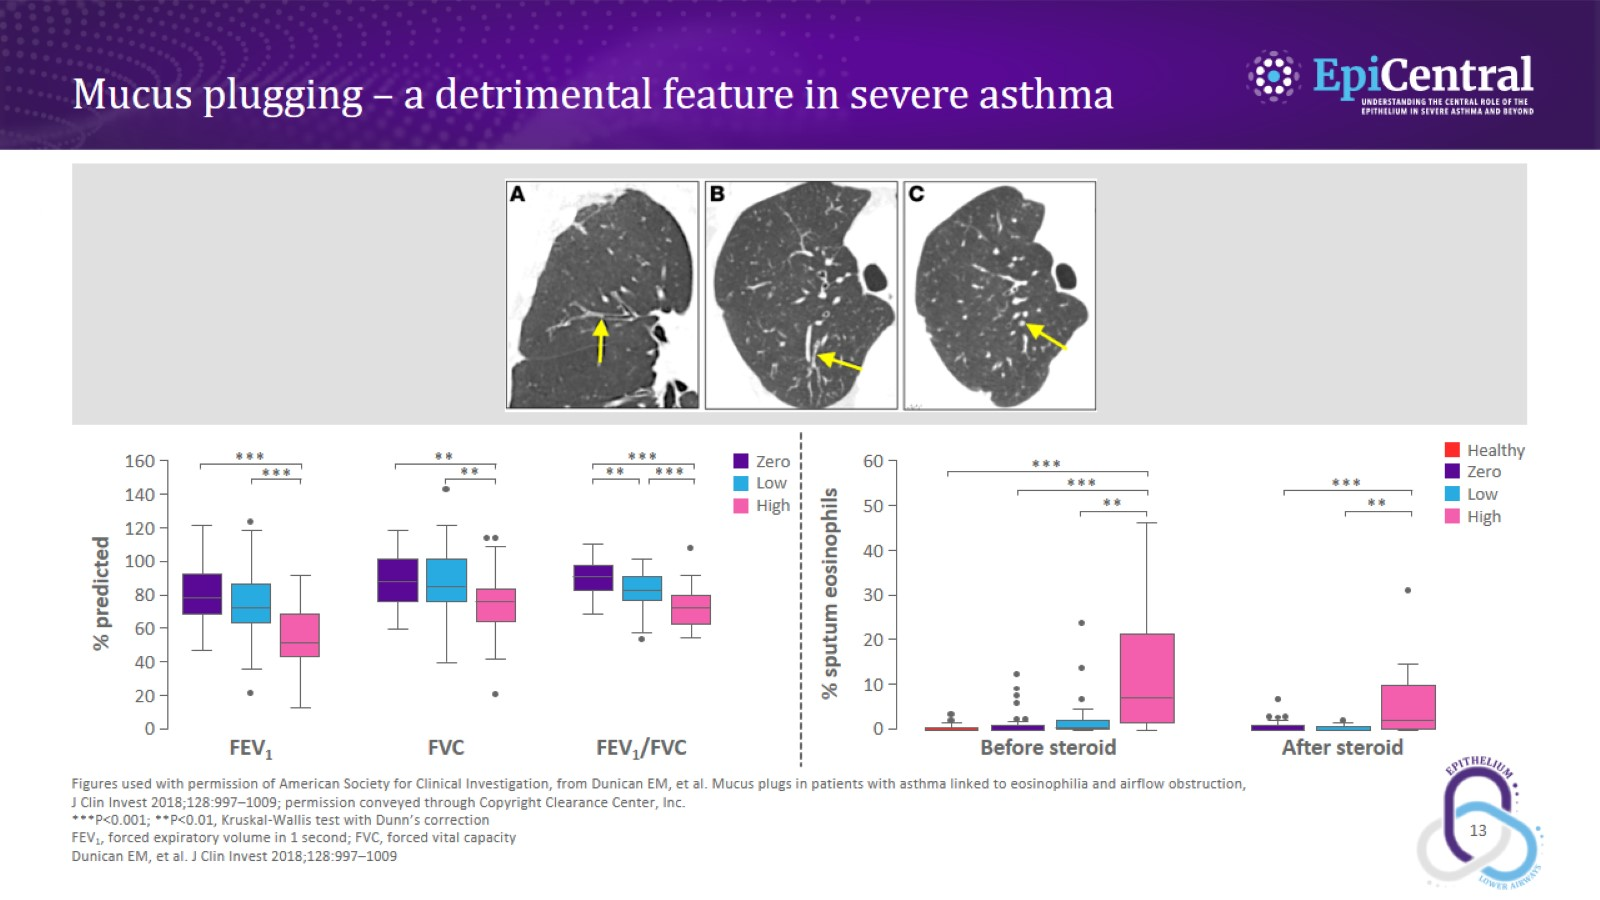 Mucus plugging – a detrimental feature in severe asthma
EpiCentral
UNDERSTANDING THE CENTRAL ROLE OF THE
EPITHELIUM IN SEVERE ASTHMA AND BEYOND
A
B
C
% predicted
160
140
120
100
80
60
40
20
0
***
***
**
**
***
**
***
Zero
Low
High
FEV₁
FVC
FEV₁/FVC
% sputum eosinophils
60
50
40
30
20
10
0
***
***
**
***
**
Healthy
Zero
Low
High
Before steroid
After steroid
Figures used with permission of American Society for Clinical Investigation, from Dunican EM, et al. Mucus plugs in patients with asthma linked to eosinophilia and airflow obstruction,
J Clin Invest 2018;128:997–1009; permission conveyed through Copyright Clearance Center, Inc.
***P<0.001; **P<0.01, Kruskal-Wallis test with Dunn’s correction
FEV₁, forced expiratory volume in 1 second; FVC, forced vital capacity
Dunican EM, et al. J Clin Invest 2018;128:997–1009
EPITHELIUM
13
LOWER AIRWAYS